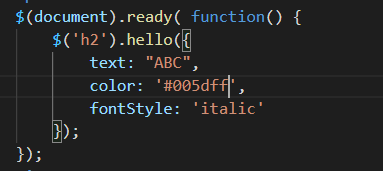 $(document).ready( function() {
    $('h2').hello({
        text: "ABC",
        color: '#005dff',
        fontStyle: 'italic'
    });
});